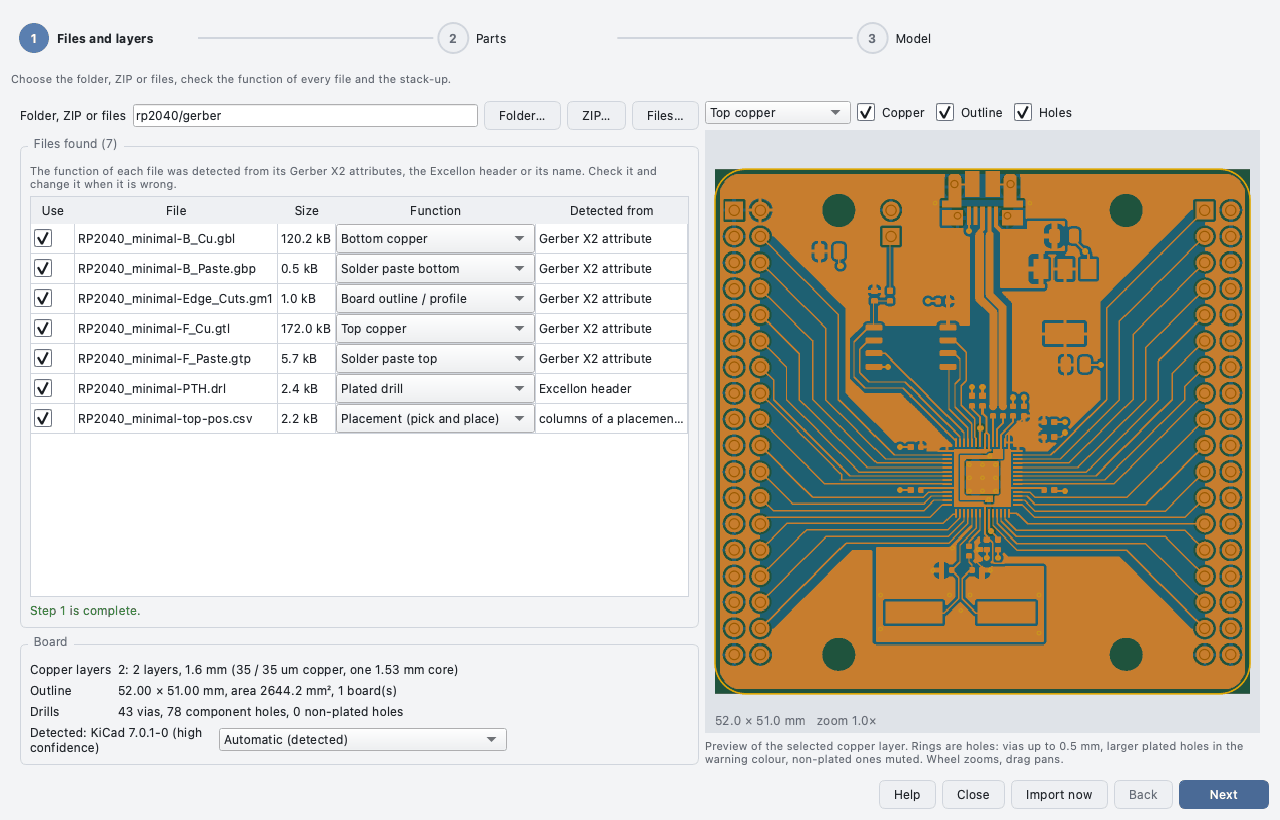 1 Files and layers 2 Parts 3 Model
Choose the folder, ZIP or files, check the function of every file and the stack-up.
Folder, ZIP or files rp2040/gerber Folder... ZIP... Files...
Top copper Copper Outline Holes
Files found (7)
The function of each file was detected from its Gerber X2 attributes, the Excellon header or its name. Check it and
change it when it is wrong.
Use File Size Function Detected from
RP2040_minimal-B_Cu.gbl 120.2 kB Bottom copper Gerber X2 attribute
RP2040_minimal-B_Paste.gbp 0.5 kB Solder paste bottom Gerber X2 attribute
RP2040_minimal-Edge_Cuts.gm1 1.0 kB Board outline / profile Gerber X2 attribute
RP2040_minimal-F_Cu.gtl 172.0 kB Top copper Gerber X2 attribute
RP2040_minimal-F_Paste.gtp 5.7 kB Solder paste top Gerber X2 attribute
RP2040_minimal-PTH.drl 2.4 kB Plated drill Excellon header
RP2040_minimal-top-pos.csv 2.2 kB Placement (pick and place) columns of a placemen...
Step 1 is complete.
Board
Copper layers 2: 2 layers, 1.6 mm (35 / 35 um copper, one 1.53 mm core)
Outline 52.00 × 51.00 mm, area 2644.2 mm², 1 board(s)
Drills 43 vias, 78 component holes, 0 non-plated holes
Detected: KiCad 7.0.1-0 (high
confidence)
Automatic (detected)
52.0 × 51.0 mm zoom 1.0×
Preview of the selected copper layer. Rings are holes: vias up to 0.5 mm, larger plated holes in the
warning colour, non-plated ones muted. Wheel zooms, drag pans.
Help Close Import now Back Next